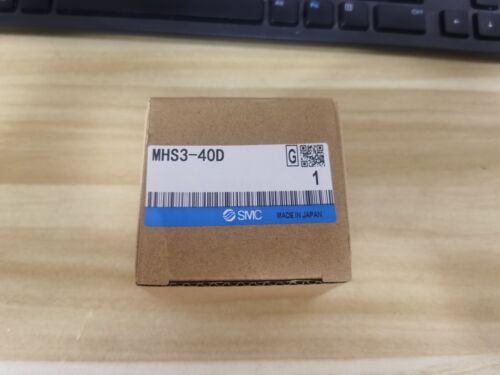 MHS3-40D G
1
SMC MADE IN JAPAN